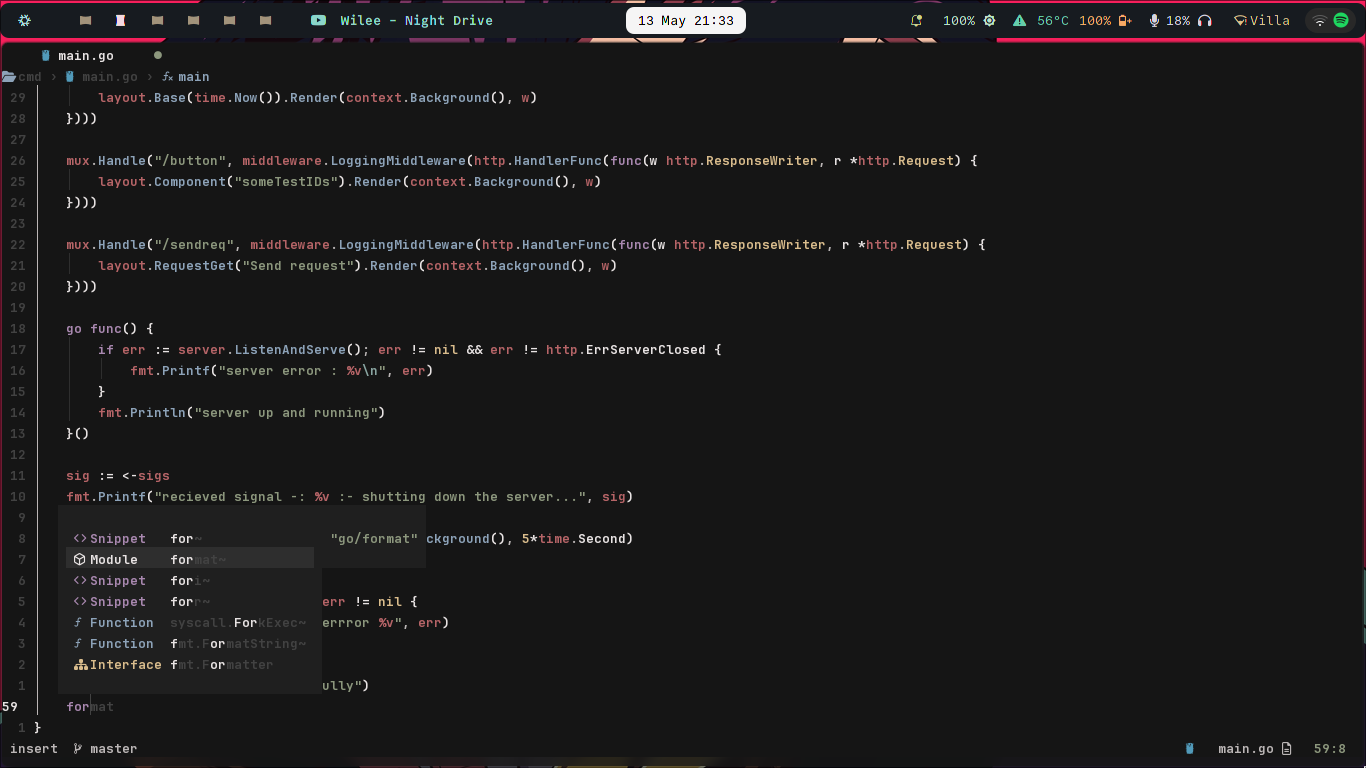 Wilee - Night Drive
13 May 21:33
100%
56°C 100%
18%
Villa
main.go
cmd › main.go › main
29 layout.Base(time.Now()).Render(context.Background(), w)
28 })))
27
26 mux.Handle("/button", middleware.LoggingMiddleware(http.HandlerFunc(func(w http.ResponseWriter, r *http.Request) {
25 layout.Component("someTestIDs").Render(context.Background(), w)
24 })))
23
22 mux.Handle("/sendreq", middleware.LoggingMiddleware(http.HandlerFunc(func(w http.ResponseWriter, r *http.Request) {
21 layout.RequestGet("Send request").Render(context.Background(), w)
20 })))
19
18 go func() {
17 if err := server.ListenAndServe(); err != nil && err != http.ErrServerClosed {
16 fmt.Printf("server error : %v\n", err)
15 }
14 fmt.Println("server up and running")
13 }()
12
11 sig := <-sigs
10 fmt.Printf("recieved signal -: %v :- shutting down the server...", sig)
9
8 Snippet for~ "go/format" ckground(), 5*time.Second)
7 Module format~
6 Snippet fori~
5 Snippet forr~ err != nil {
4 Function syscall.ForkExec~ errror %v", err)
3 Function fmt.FormatString~
2 Interface fmt.Formatter
1 ully")
59 format
1 }
insert master
main.go 59:8